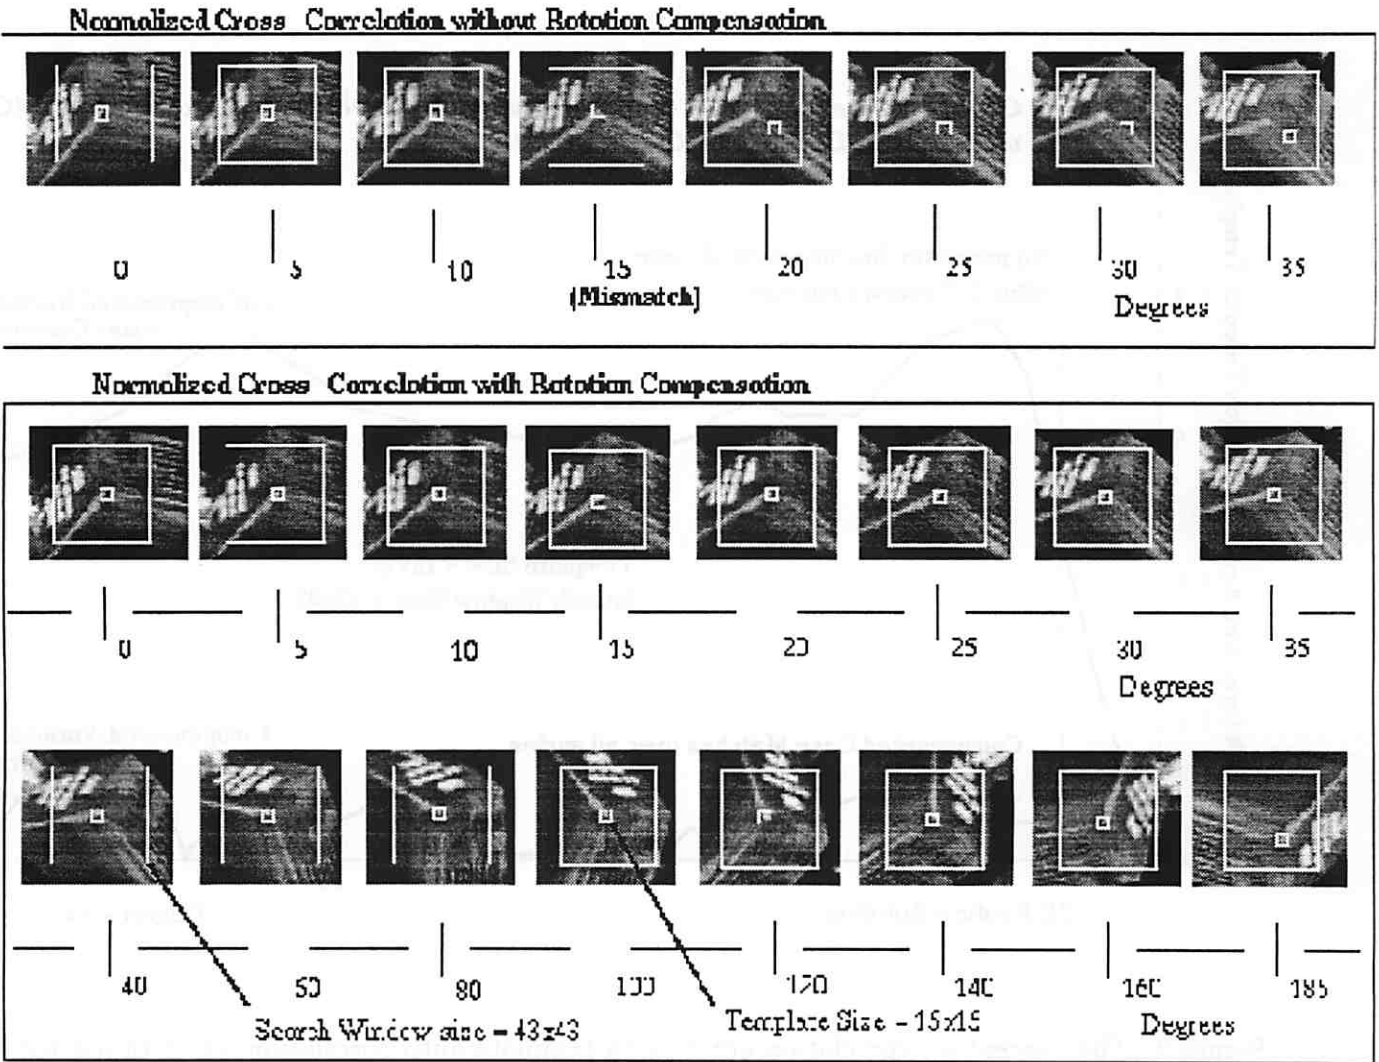 Normalized Cross Correlation without Rotation Compensation
0 5 10 15 20 25 30 35
(Mismatch)
Degrees
Normalized Cross Correlation with Rotation Compensation
0 5 10 15 20 25 30 35
Degrees
40 60 80 100 120 140 160 185
Search Window size - 43x43
Template Size - 15x15
Degrees